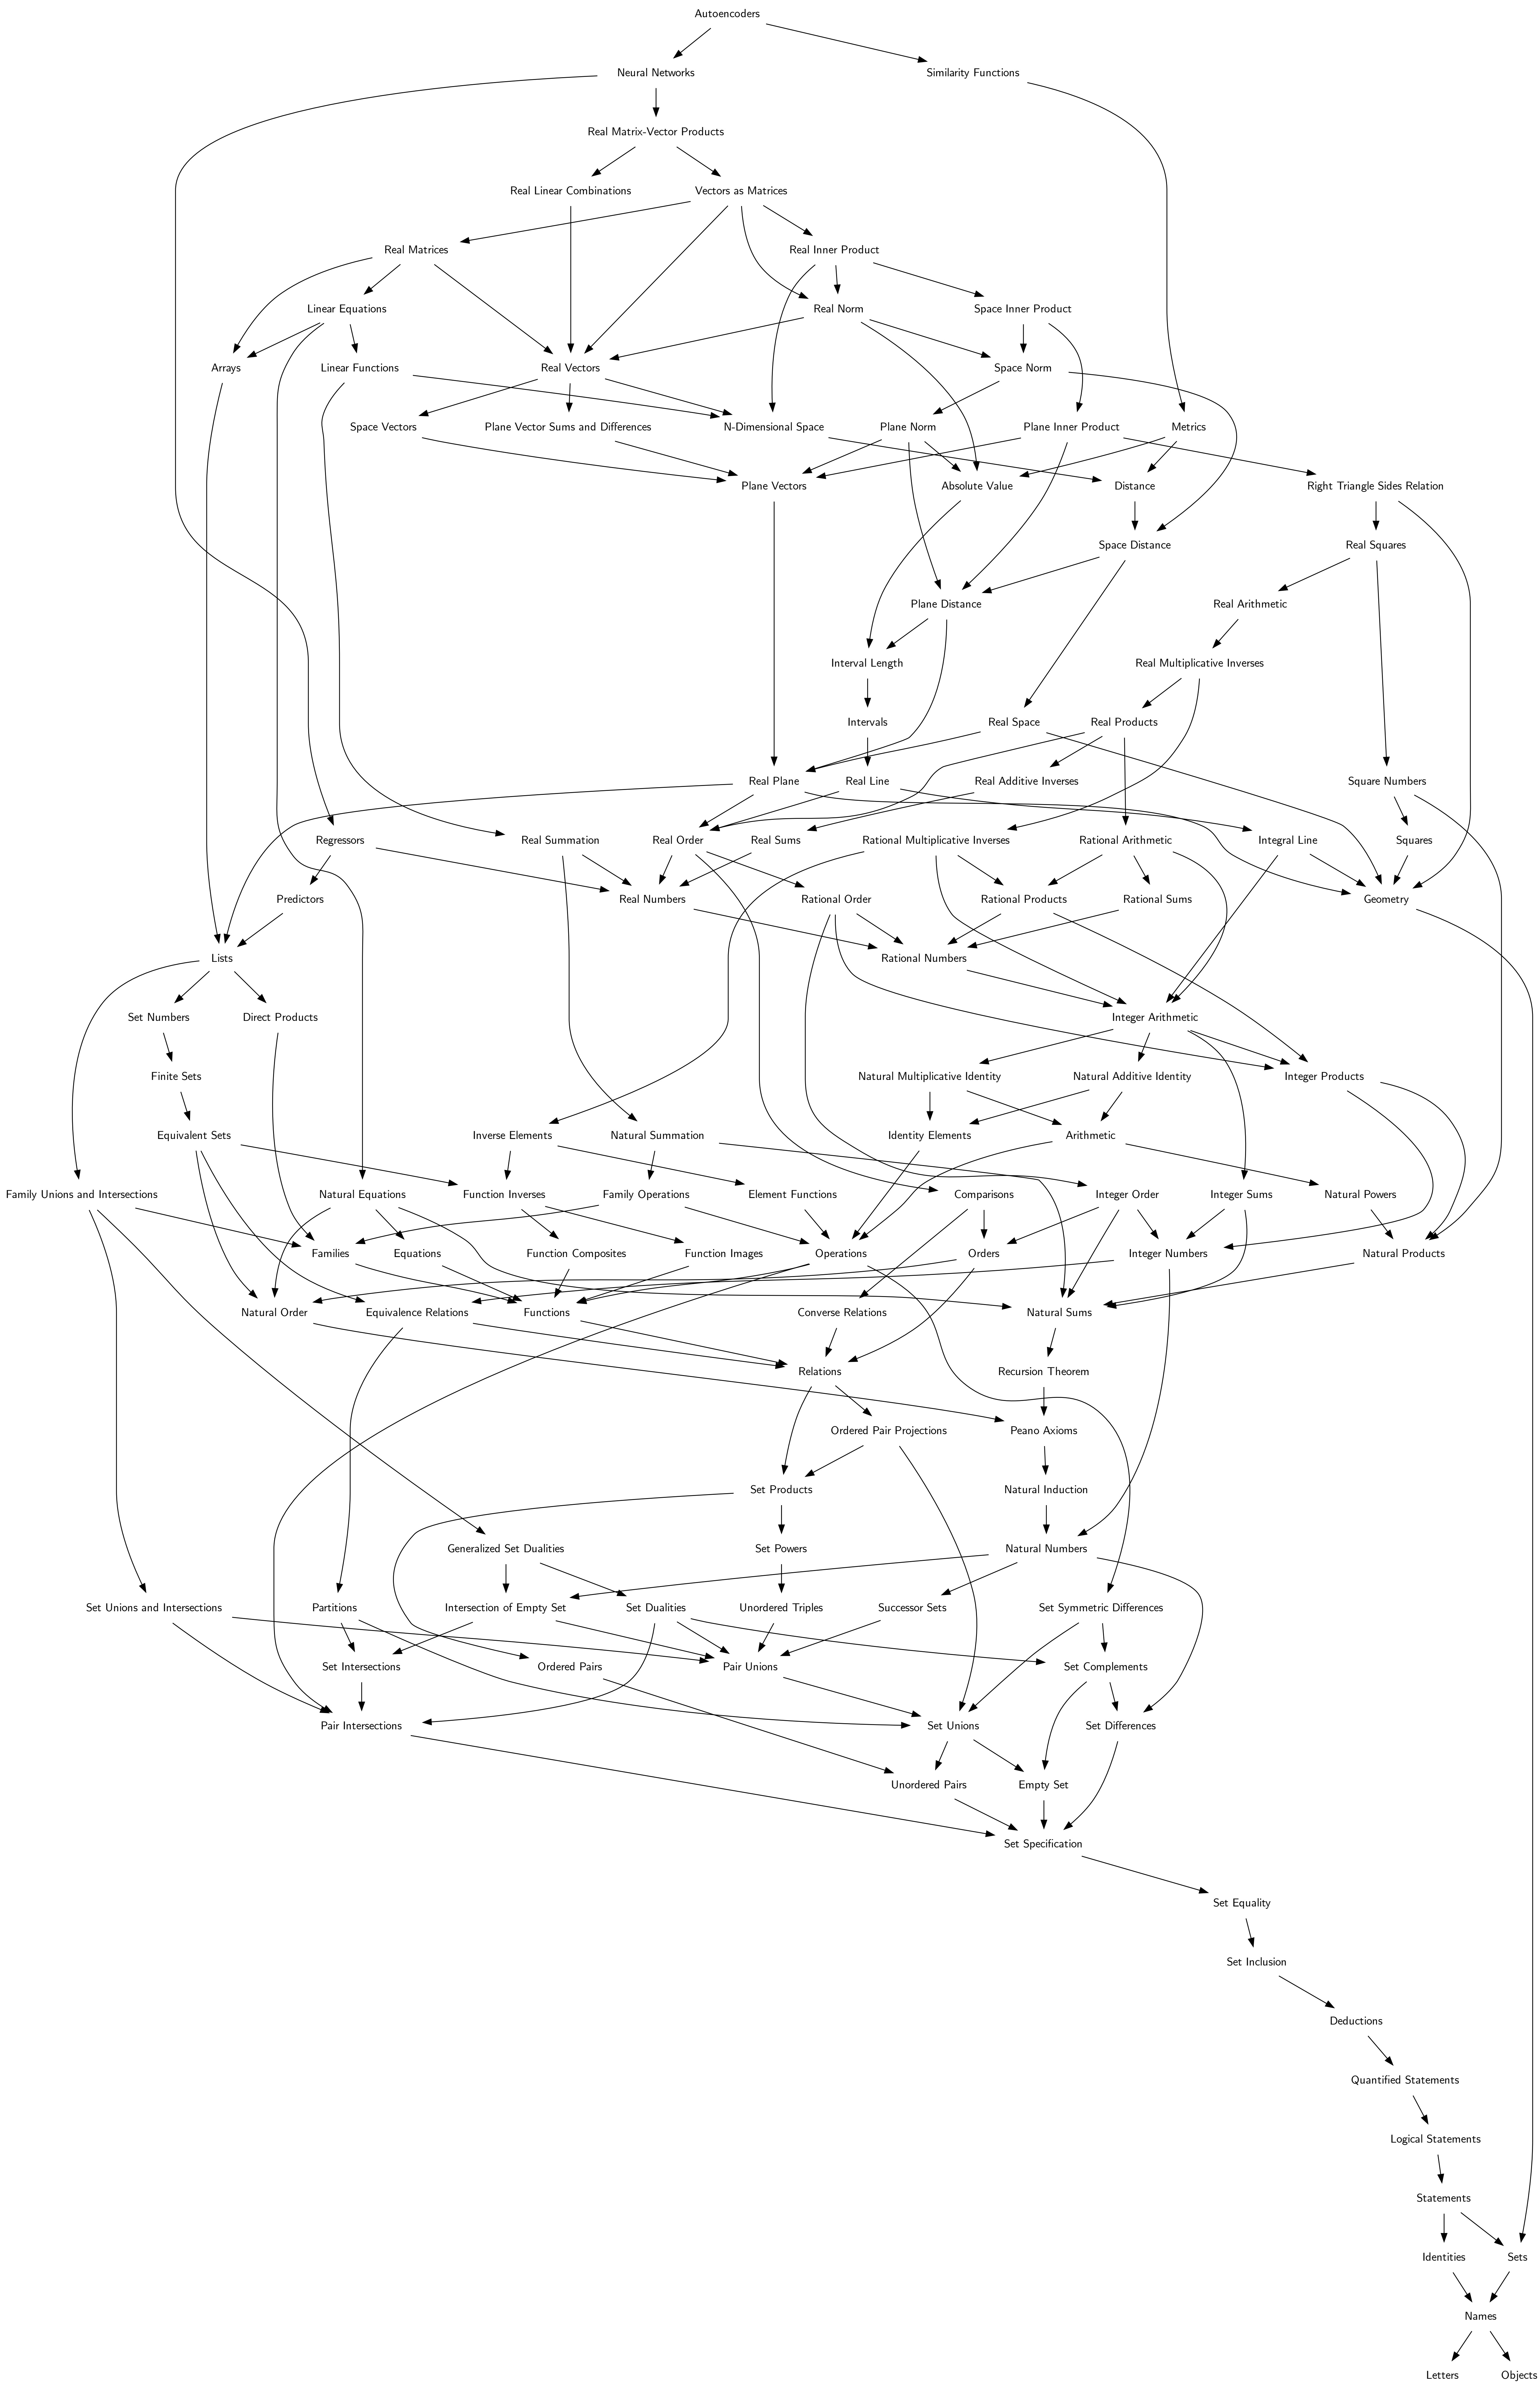 Autoencoders
Neural Networks
Similarity Functions
Real Matrix-Vector Products
Real Linear Combinations
Vectors as Matrices
Real Matrices
Real Inner Product
Linear Equations
Real Norm
Space Inner Product
Arrays
Linear Functions
Real Vectors
Space Norm
Space Vectors
Plane Vector Sums and Differences
N-Dimensional Space
Plane Norm
Plane Inner Product
Metrics
Plane Vectors
Absolute Value
Distance
Right Triangle Sides Relation
Space Distance
Real Squares
Plane Distance
Real Arithmetic
Interval Length
Real Multiplicative Inverses
Intervals
Real Space
Real Products
Real Plane
Real Line
Real Additive Inverses
Square Numbers
Regressors
Real Summation
Real Order
Real Sums
Rational Multiplicative Inverses
Rational Arithmetic
Integral Line
Squares
Predictors
Real Numbers
Rational Order
Rational Products
Rational Sums
Geometry
Lists
Rational Numbers
Set Numbers
Direct Products
Integer Arithmetic
Finite Sets
Natural Multiplicative Identity
Natural Additive Identity
Integer Products
Equivalent Sets
Inverse Elements
Natural Summation
Identity Elements
Arithmetic
Family Unions and Intersections
Natural Equations
Function Inverses
Family Operations
Element Functions
Comparisons
Integer Order
Integer Sums
Natural Powers
Families
Equations
Function Composites
Function Images
Operations
Orders
Integer Numbers
Natural Products
Natural Order
Equivalence Relations
Functions
Converse Relations
Natural Sums
Relations
Recursion Theorem
Ordered Pair Projections
Peano Axioms
Set Products
Natural Induction
Generalized Set Dualities
Set Powers
Natural Numbers
Set Unions and Intersections
Partitions
Intersection of Empty Set
Set Dualities
Unordered Triples
Successor Sets
Set Symmetric Differences
Set Intersections
Ordered Pairs
Pair Unions
Set Complements
Pair Intersections
Set Unions
Set Differences
Unordered Pairs
Empty Set
Set Specification
Set Equality
Set Inclusion
Deductions
Quantified Statements
Logical Statements
Statements
Identities
Sets
Names
Letters
Objects